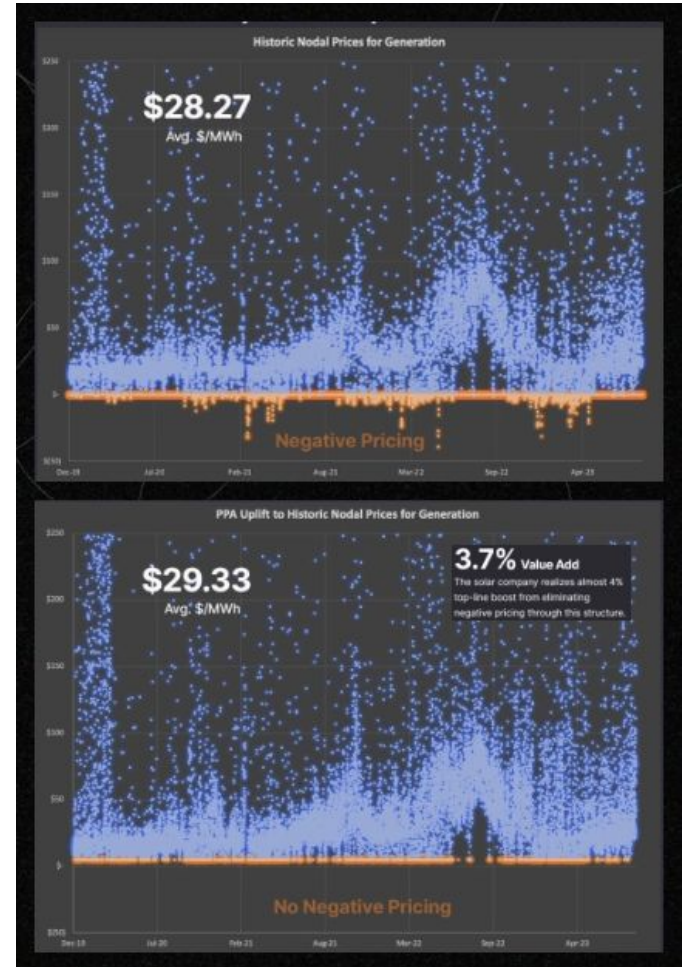 Historic Nodal Prices for Generation
$250
$200
$150
$100
$50
$-
$(50)
$28.27
Avg. $/MWh
Negative Pricing
Dec-19 Jul-20 Feb-21 Aug-21 Mar-22 Sep-22 Apr-23
PPA Uplift to Historic Nodal Prices for Generation
$250
$200
$150
$100
$50
$-
$(50)
$29.33
Avg. $/MWh
3.7% Value Add
The solar company realizes almost 4%
top-line boost from eliminating
negative pricing through this structure.
No Negative Pricing
Dec-19 Jul-20 Feb-21 Aug-21 Mar-22 Sep-22 Apr-23